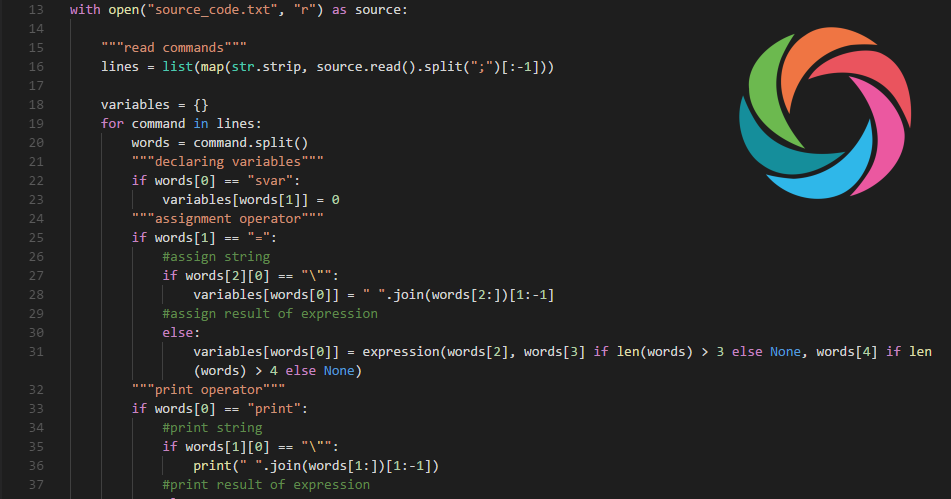 13 with open("source_code.txt", "r") as source:
14
15 """read commands"""
16 lines = list(map(str.strip, source.read().split(";")[:-1]))
17
18 variables = {}
19 for command in lines:
20 words = command.split()
21 """declaring variables"""
22 if words[0] == "svar":
23 variables[words[1]] = 0
24 """assignment operator"""
25 if words[1] == "=":
26 #assign string
27 if words[2][0] == "\"":
28 variables[words[0]] = " ".join(words[2:])[1:-1]
29 #assign result of expression
30 else:
31 variables[words[0]] = expression(words[2], words[3] if len(words) > 3 else None, words[4] if len
(words) > 4 else None)
32 """print operator"""
33 if words[0] == "print":
34 #print string
35 if words[1][0] == "\"":
36 print(" ".join(words[1:])[1:-1])
37 #print result of expression